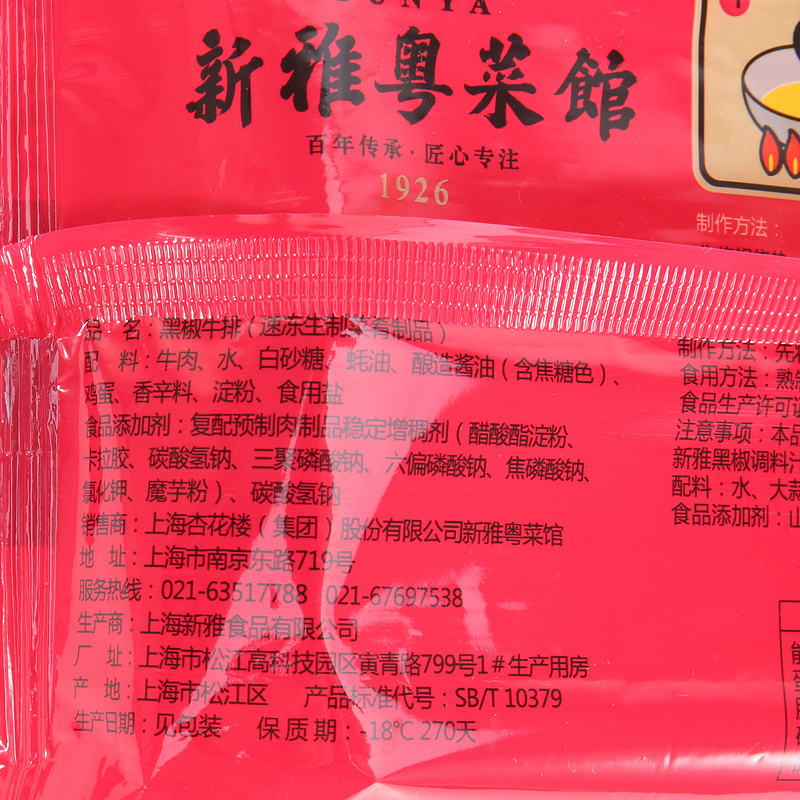 SUNYA
新雅粤菜館
百年传承·匠心专注
1926
制作方法：
品 名：黑椒牛排（速冻生制菜肴制品）
配 料：牛肉、水、白砂糖、蚝油、酿造酱油（含焦糖色）、
鸡蛋、香辛料、淀粉、食用盐
食品添加剂：复配预制肉制品稳定增稠剂（醋酸酯淀粉、
卡拉胶、碳酸氢钠、三聚磷酸钠、六偏磷酸钠、焦磷酸钠、
氯化钾、魔芋粉）、碳酸氢钠
销售商：上海杏花楼（集团）股份有限公司新雅粤菜馆
地 址：上海市南京东路719号
服务热线：021-63517788 021-67697538
生产商：上海新雅食品有限公司
厂 址：上海市松江高科技园区寅青路799号1#生产用房
产 地：上海市松江区 产品标准代号：SB/T 10379
生产日期：见包装 保质期：-18℃ 270天
制作方法：先将
食用方法：熟制
食品生产许可证
注意事项：本品
新雅黑椒调料汁
配料：水、大蒜
食品添加剂：山